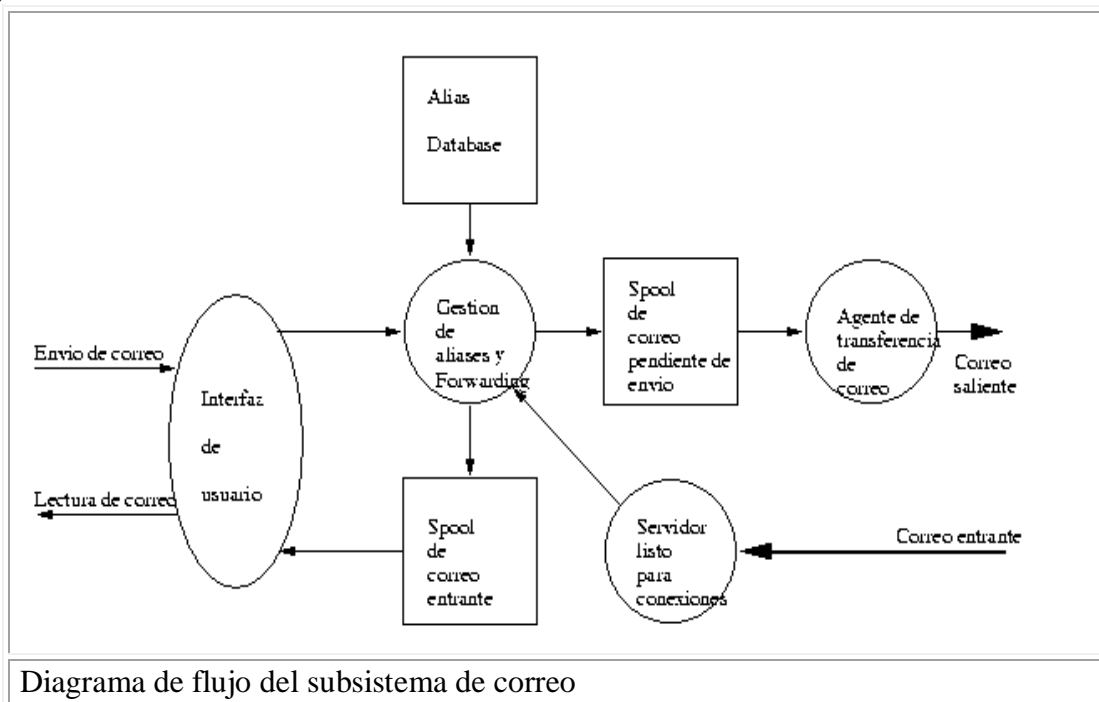 Alias
Database
Envio de correo
Interfaz
de
usuario
Lectura de correo
Gestion
de
aliases y
Forwarding
Spool
de
correo
pendiente de
envio
Agente de
transferencia
de
correo
Correo
saliente
Spool
de
correo
entrante
Servidor
listo
para
conexiones
Correo entrante
Diagrama de flujo del subsistema de correo